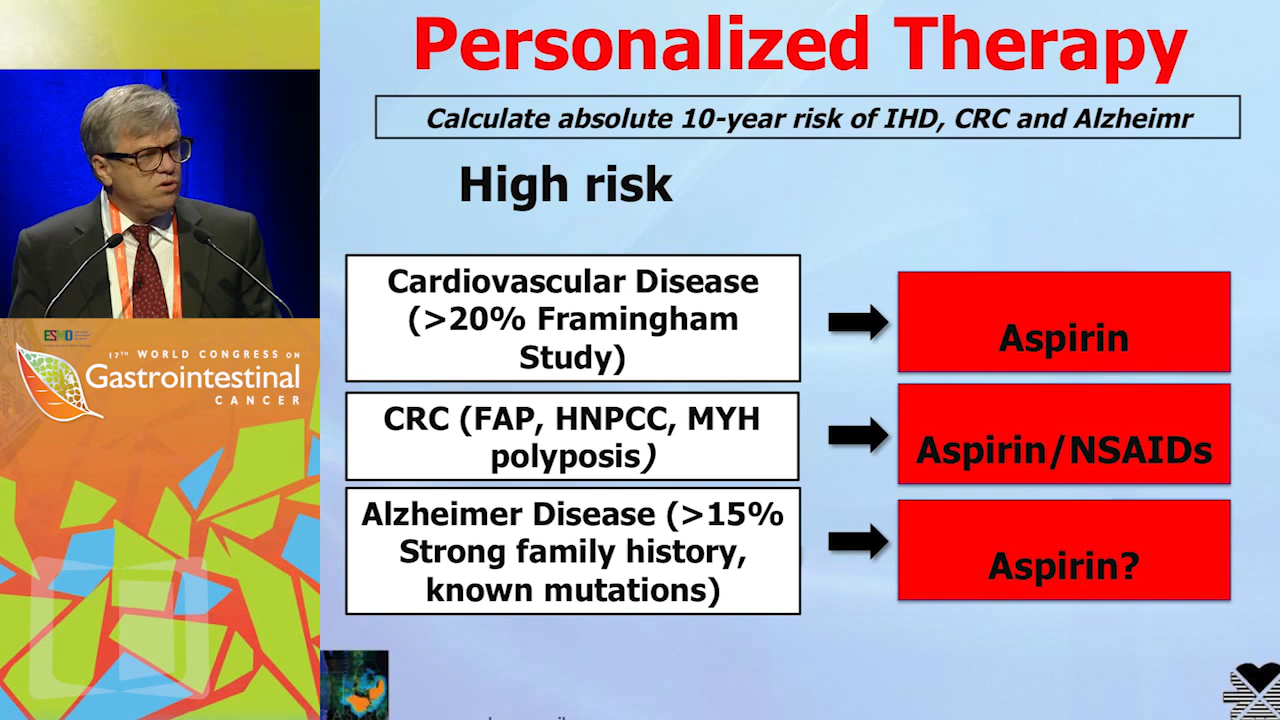 Personalized Therapy
Calculate absolute 10-year risk of IHD, CRC and Alzheimr
High risk
Cardiovascular Disease
(>20% Framingham
Study)
Aspirin
CRC (FAP, HNPCC, MYH
polyposis)
Aspirin/NSAIDs
Alzheimer Disease (>15%
Strong family history,
known mutations)
Aspirin?
ESMO
17TH WORLD CONGRESS ON
Gastrointestinal
CANCER